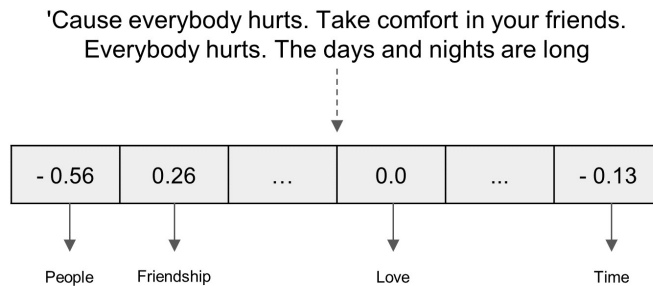 'Cause everybody hurts. Take comfort in your friends.
Everybody hurts. The days and nights are long
- 0.56 0.26 ... 0.0 ... - 0.13
People Friendship Love Time